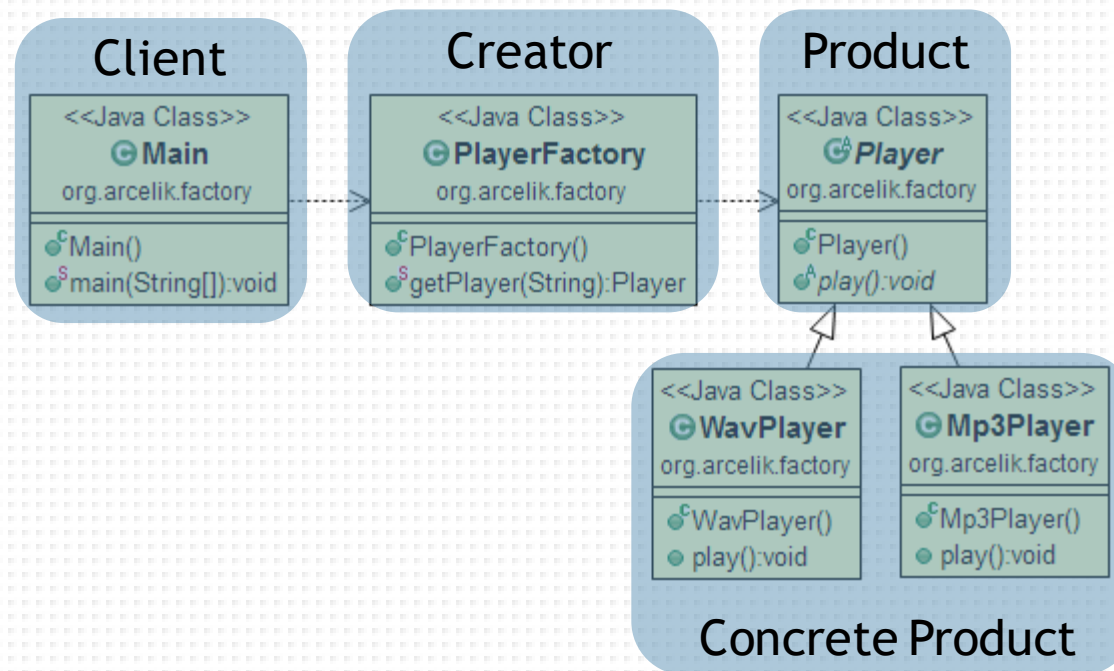 Client
<<Java Class>>
Main
org.arcelik.factory
Main()
main(String[]):void
Creator
<<Java Class>>
PlayerFactory
org.arcelik.factory
PlayerFactory()
getPlayer(String):Player
Product
<<Java Class>>
Player
org.arcelik.factory
Player()
play():void
<<Java Class>>
WavPlayer
org.arcelik.factory
WavPlayer()
play():void
<<Java Class>>
Mp3Player
org.arcelik.factory
Mp3Player()
play():void
Concrete Product